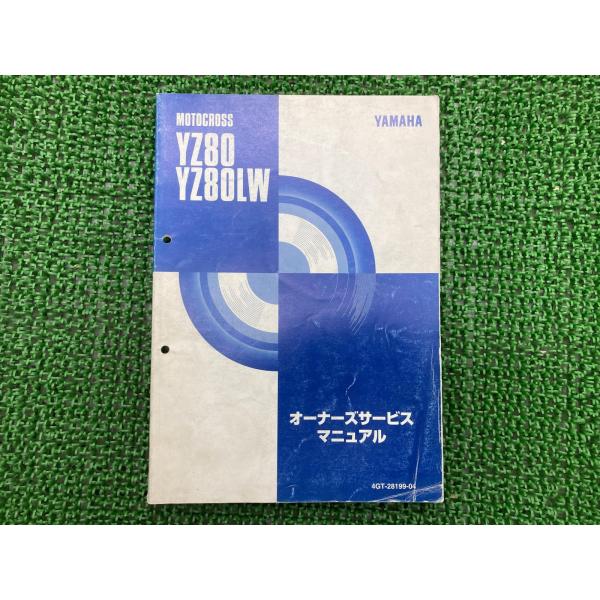 MOTOCROSS
YAMAHA
YZ80
YZ80LW
オーナーズサービス
マニュアル
4GT-28199-04